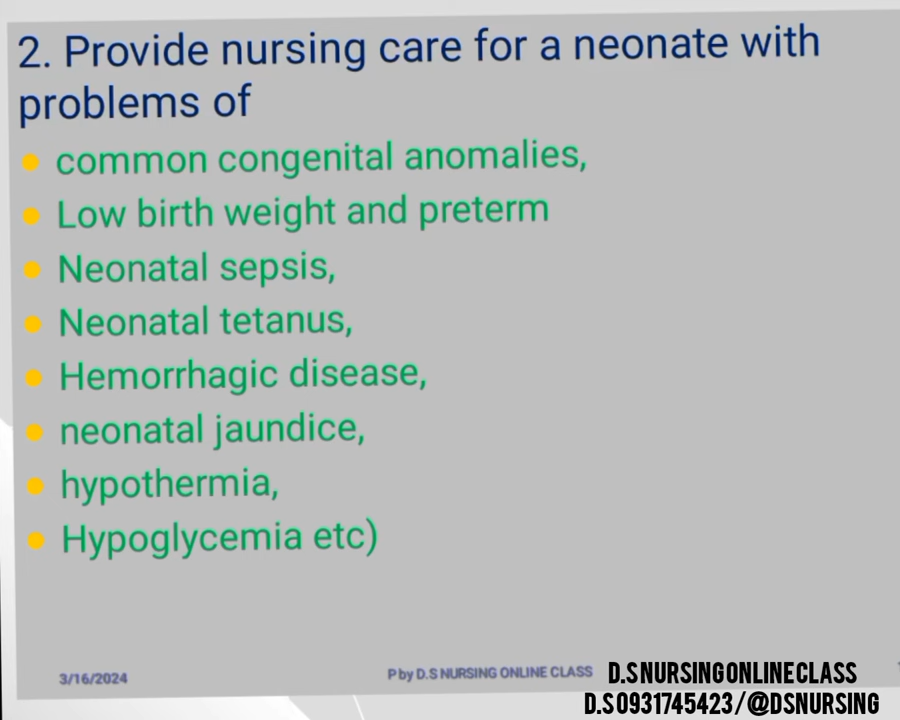 2. Provide nursing care for a neonate with
problems of
common congenital anomalies,
Low birth weight and preterm
Neonatal sepsis,
Neonatal tetanus,
Hemorrhagic disease,
neonatal jaundice,
hypothermia,
Hypoglycemia etc)
3/16/2024
P by D.S NURSING ONLINE CLASS
D.S NURSING ONLINE CLASS
D.S 0931745423/@DSNURSING